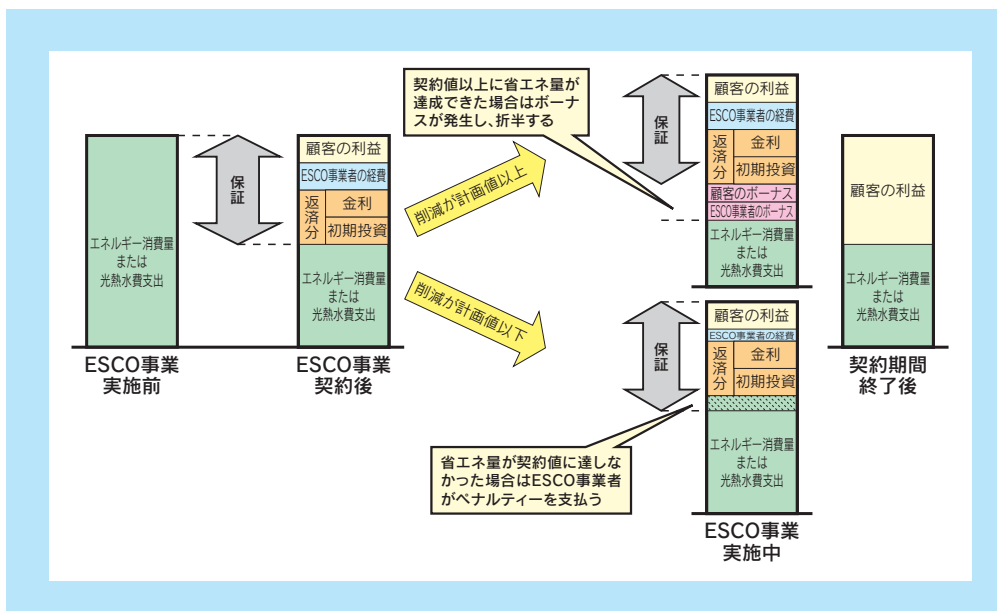 エネルギー消費量
または
光熱水費支出
ESCO事業
実施前
保証
顧客の利益
ESCO事業者の経費
返済分
金利
初期投資
エネルギー消費量
または
光熱水費支出
ESCO事業
契約後
削減が計画値以上
削減が計画値以下
契約値以上に省エネ量が
達成できた場合はボーナ
スが発生し、折半する
保証
顧客の利益
ESCO事業者の経費
返済分
金利
初期投資
顧客のボーナス
ESCO事業者のボーナス
エネルギー消費量
または
光熱水費支出
保証
顧客の利益
ESCO事業者の経費
返済分
金利
初期投資
エネルギー消費量
または
光熱水費支出
省エネ量が契約値に達しな
かった場合はESCO事業者
がペナルティーを支払う
ESCO事業
実施中
顧客の利益
エネルギー消費量
または
光熱水費支出
契約期間
終了後